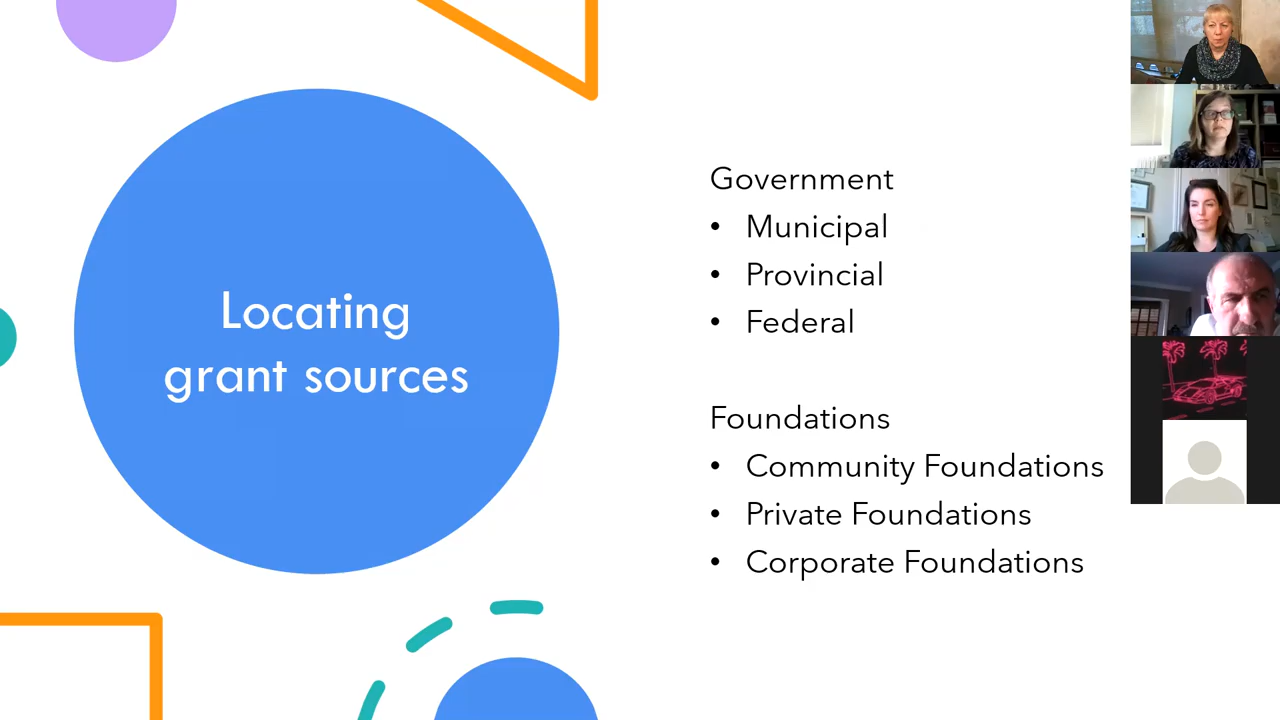 Locating
grant sources
Government
• Municipal
• Provincial
• Federal
Foundations
• Community Foundations
• Private Foundations
• Corporate Foundations